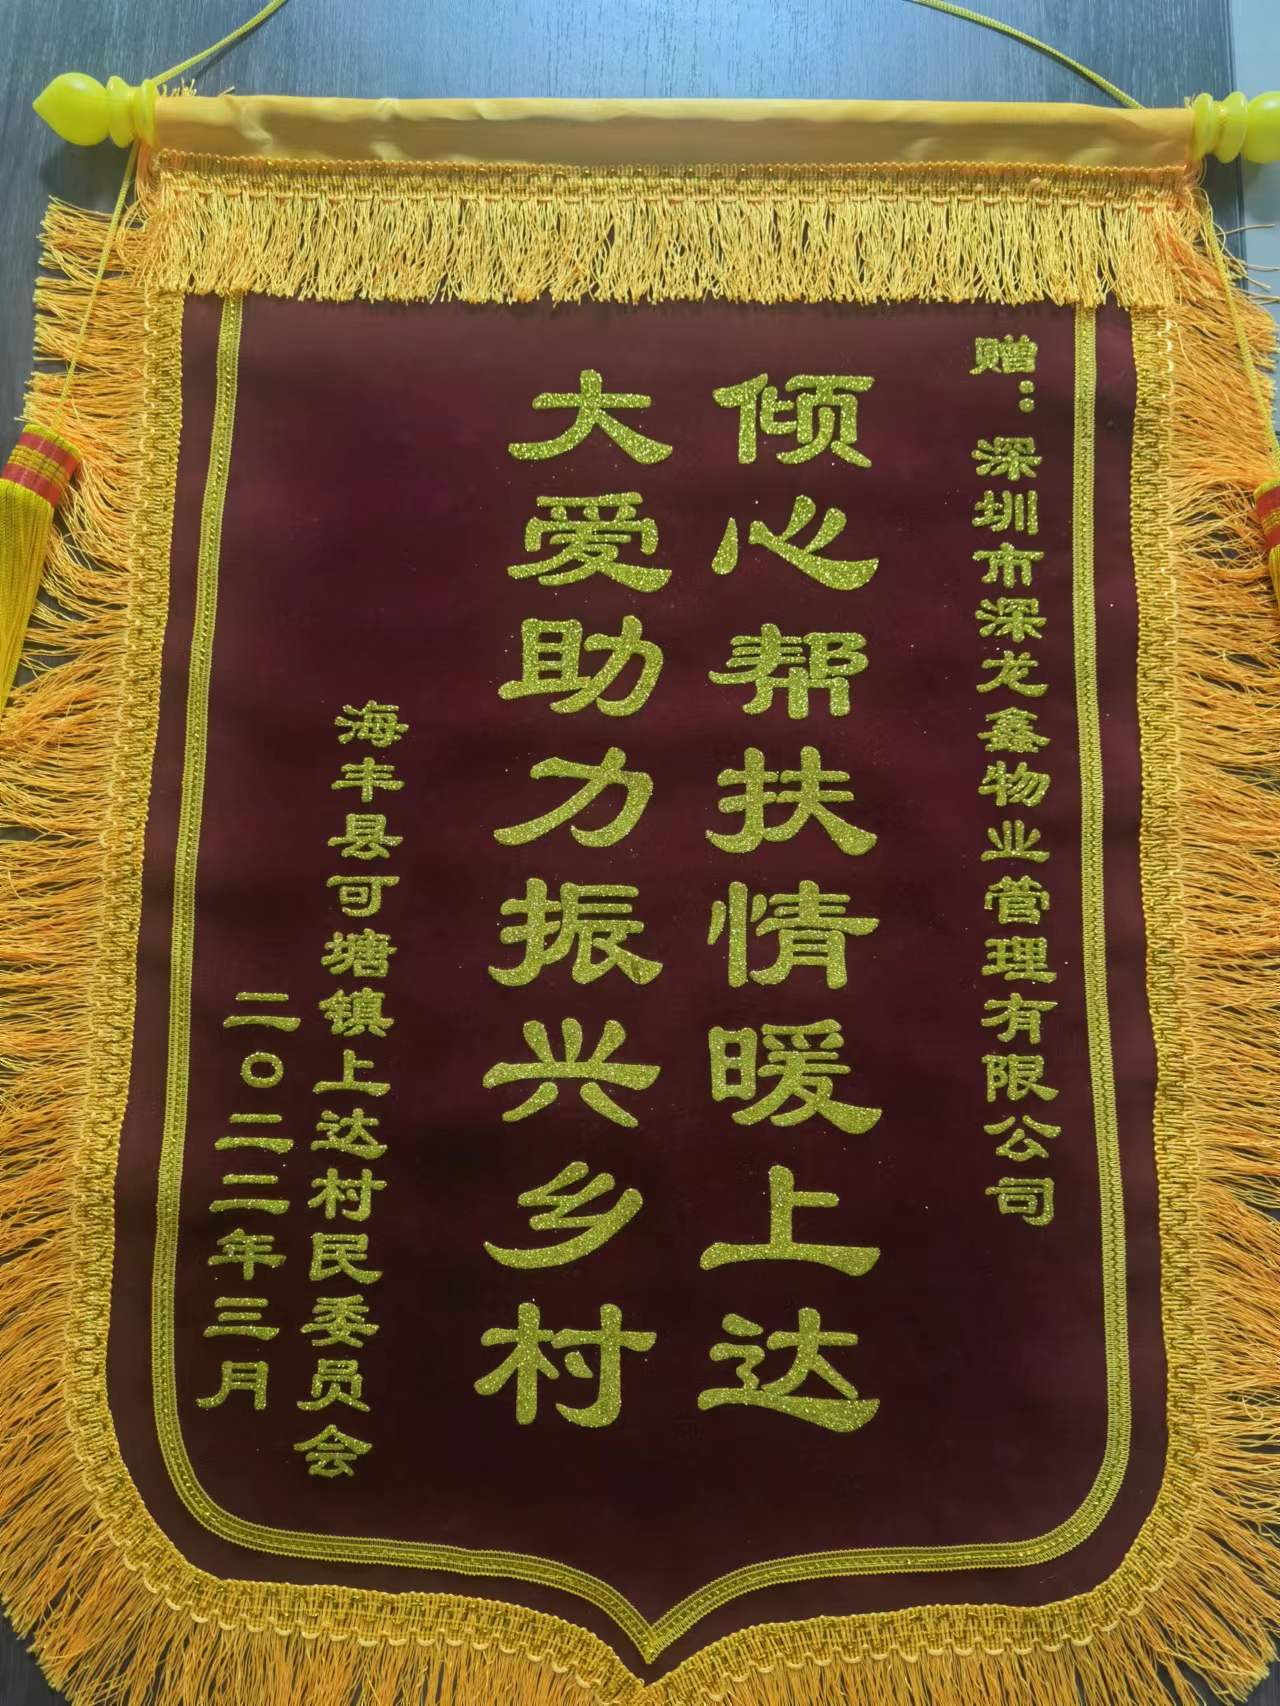 赠：深圳市深龙鑫物业管理有限公司
倾心帮扶情暖上达
大爱助力振兴乡村
海丰县可塘镇上达村民委员会
二〇二二年三月